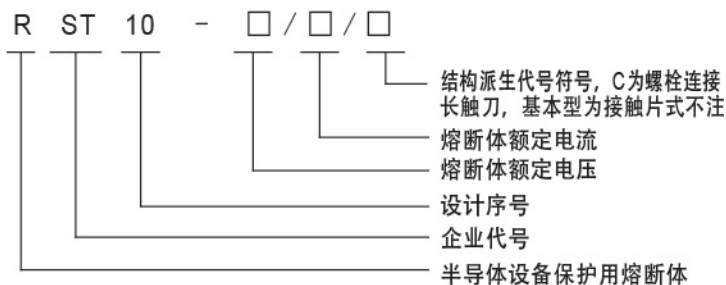 R ST 10 - □ / □ / □
结构派生代号符号，C为螺栓连接
长触刀，基本型为接触片式不注
熔断体额定电流
熔断体额定电压
设计序号
企业代号
半导体设备保护用熔断体